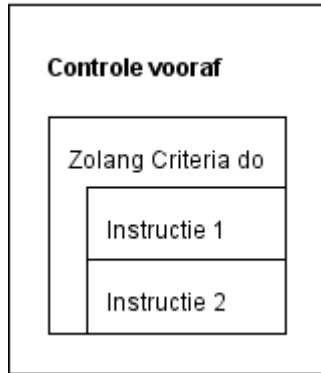 Controle vooraf
Zolang Criteria do
Instructie 1
Instructie 2